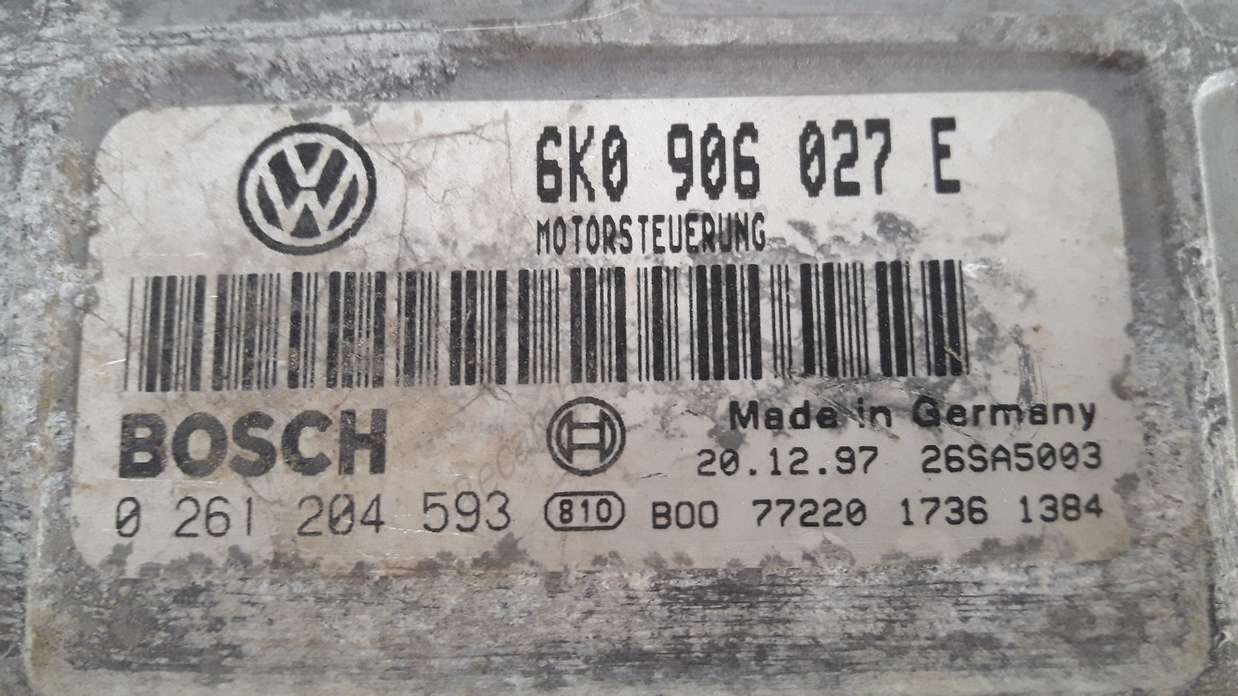 6K0 906 027 E
MOTORSTEUERUNG
BOSCH
Made in Germany
20.12.97 26SA5003
0 261 204 593 810 B00 77220 1736 1384